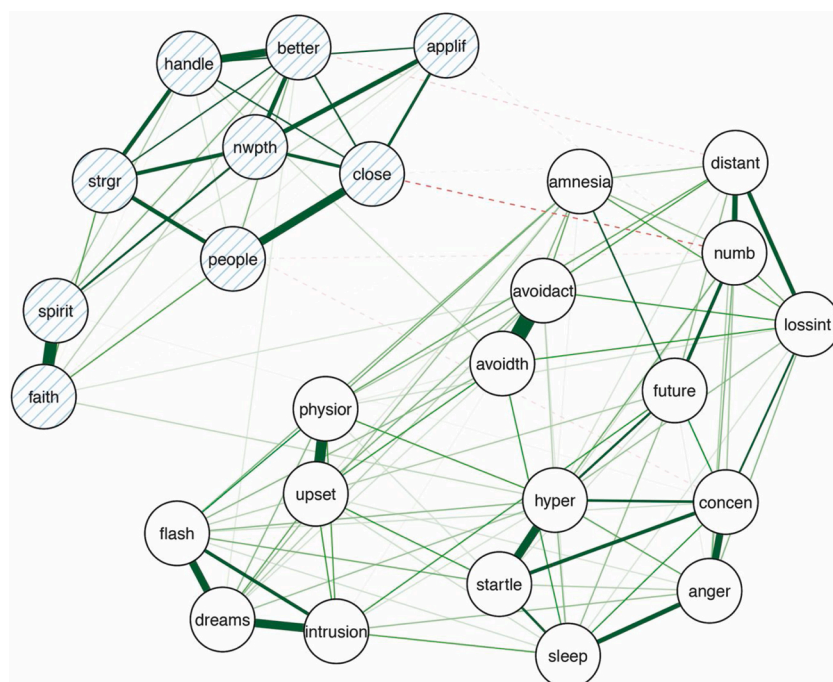 better
applif
handle
nwpth
distant
close
strgr
amnesia
numb
people
avoidact
spirit
lossint
avoidth
faith
future
physior
upset
hyper
concen
flash
startle
anger
dreams
intrusion
sleep